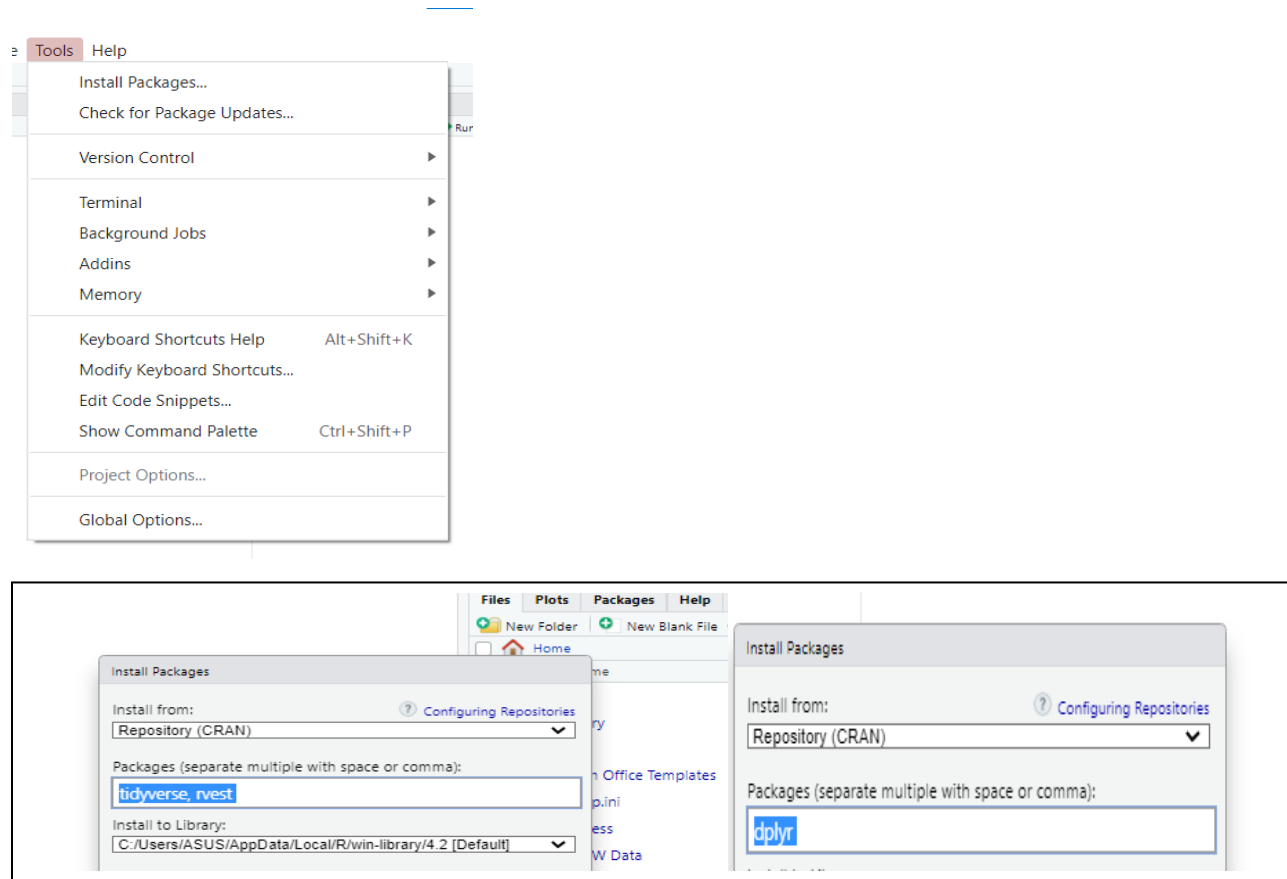 Tools Help
Install Packages...
Check for Package Updates...
Run
Version Control
Terminal
Background Jobs
Addins
Memory
Keyboard Shortcuts Help Alt+Shift+K
Modify Keyboard Shortcuts...
Edit Code Snippets...
Show Command Palette Ctrl+Shift+P
Project Options...
Global Options...
Files Plots Packages Help
New Folder New Blank File
Home
Install Packages
Install from: Configuring Repositories
Repository (CRAN)
Packages (separate multiple with space or comma):
tidyverse, rvest
Install to Library:
C:/Users/ASUS/AppData/Local/R/win-library/4.2 [Default]
me
ry
n Office Templates
p.ini
ess
W Data
Install Packages
Install from: Configuring Repositories
Repository (CRAN)
Packages (separate multiple with space or comma):
dplyr